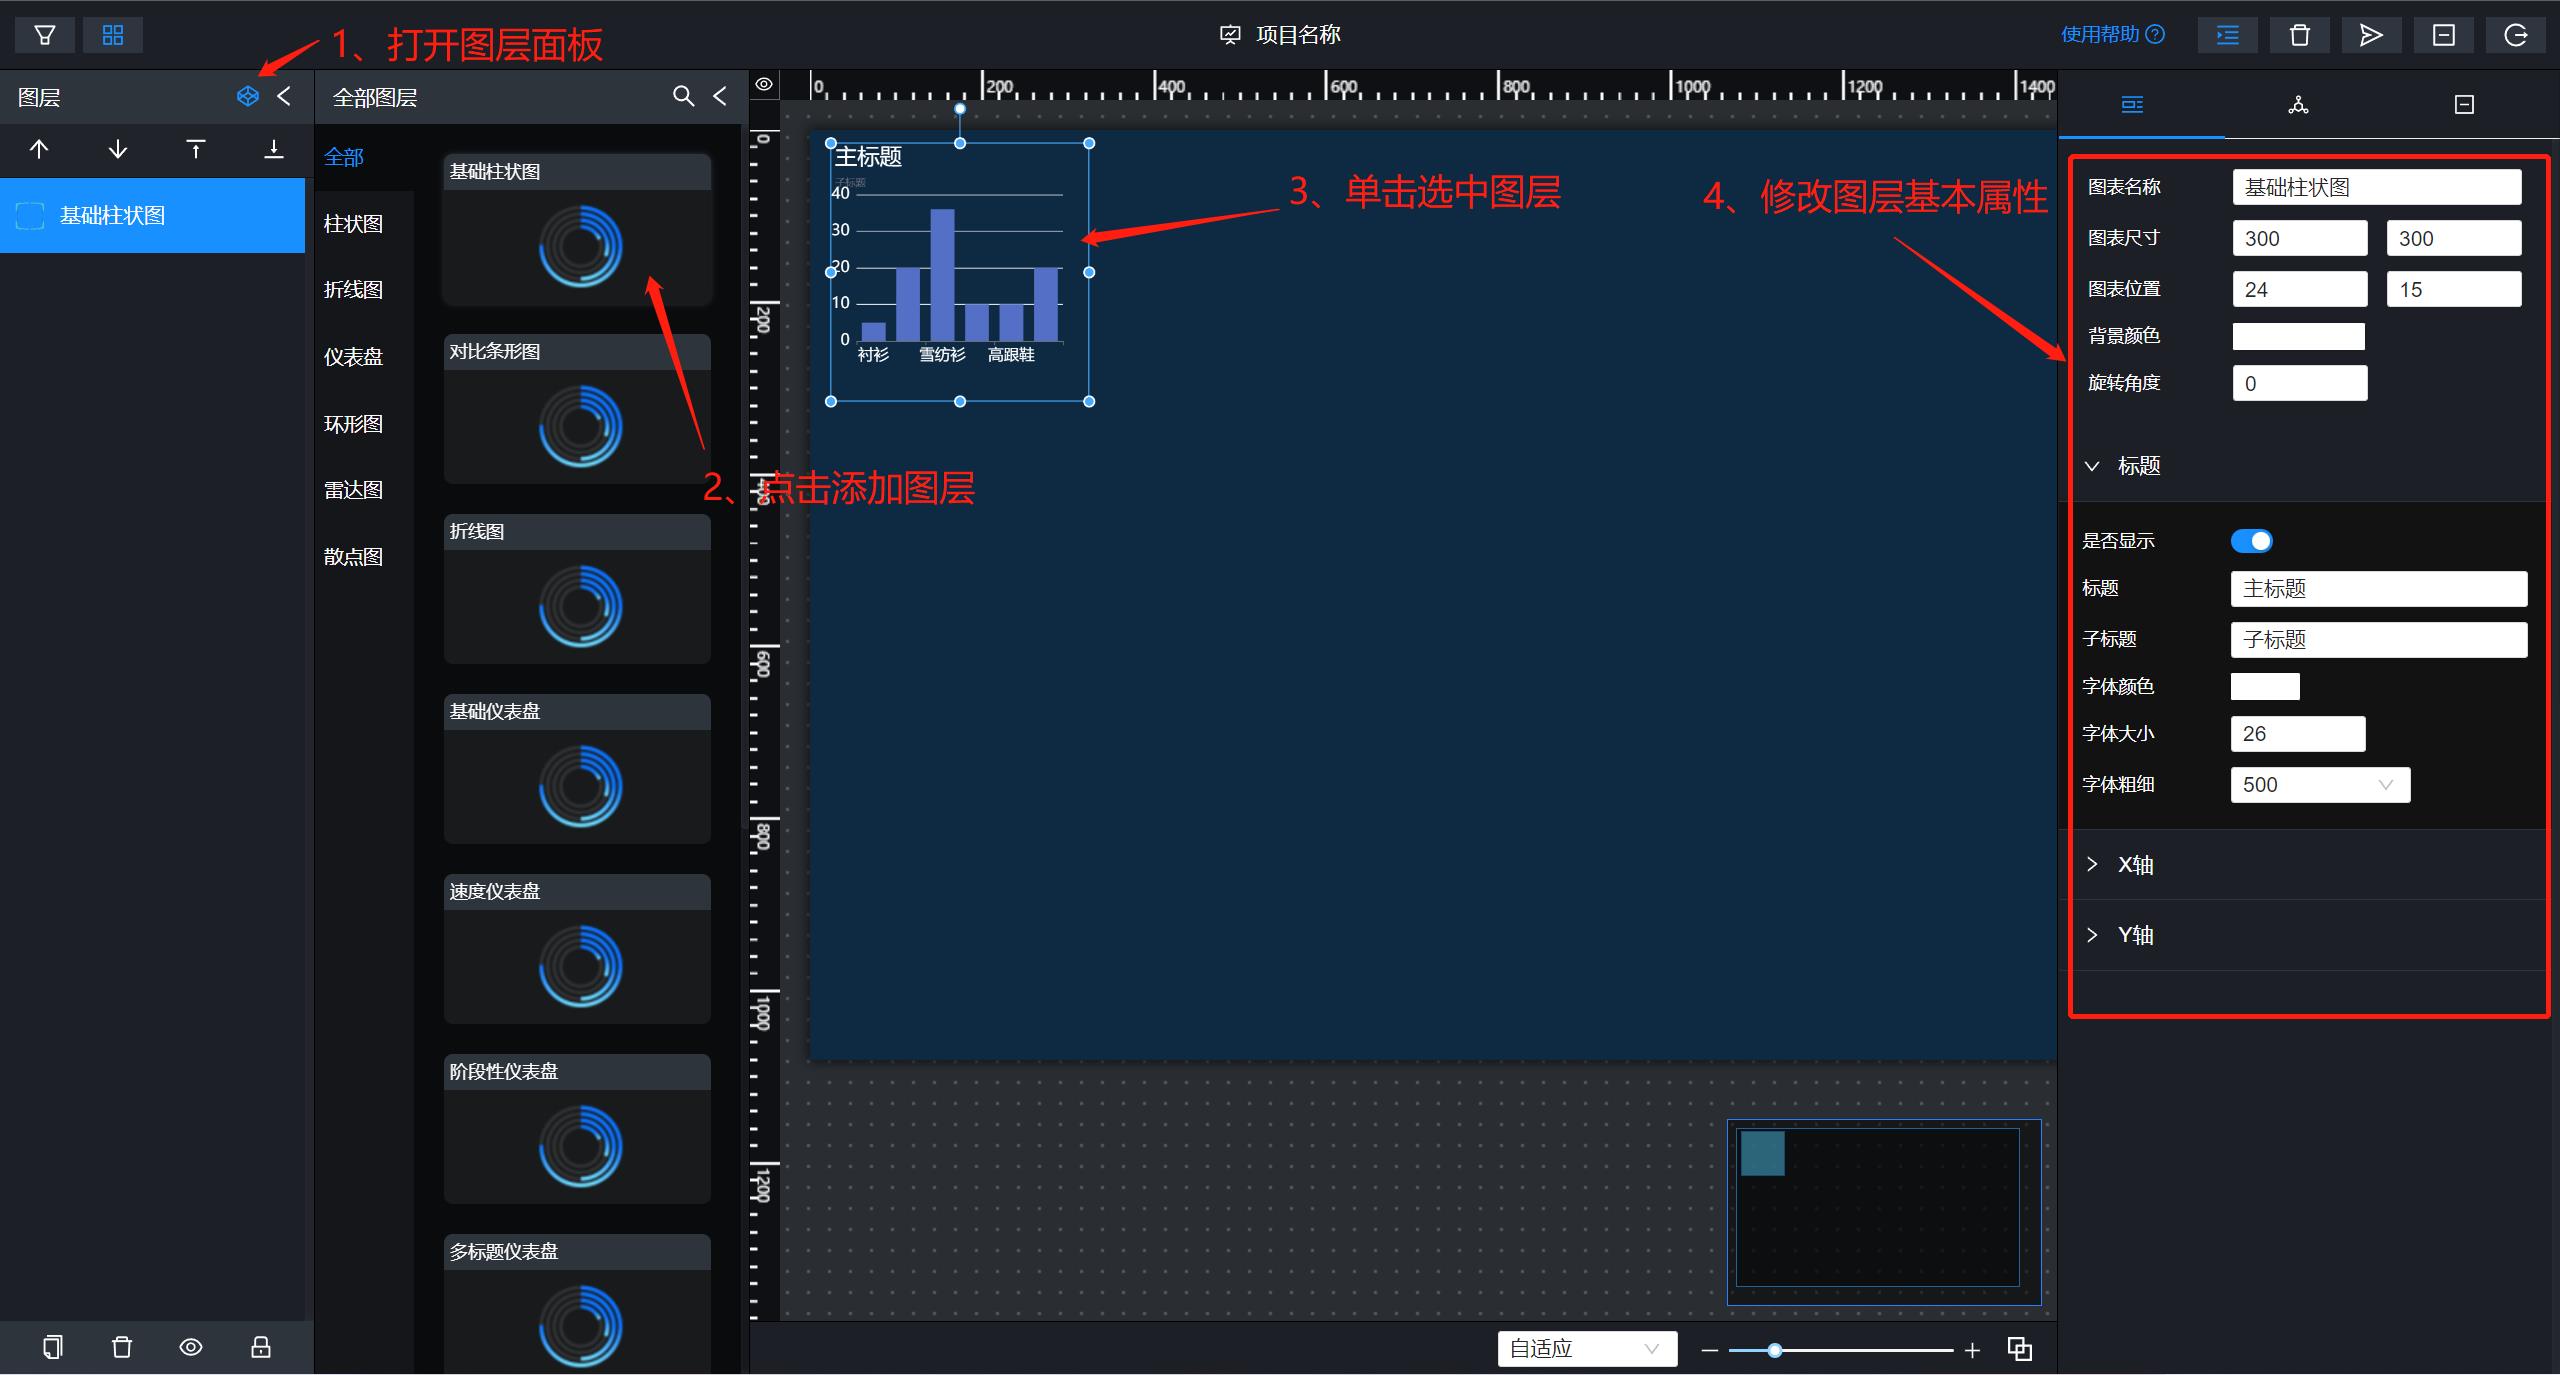 1、打开图层面板
项目名称
使用帮助
图层
全部图层
全部
柱状图
折线图
仪表盘
环形图
雷达图
散点图
基础柱状图
基础柱状图
对比条形图
折线图
基础仪表盘
速度仪表盘
阶段性仪表盘
多标题仪表盘
2、点击添加图层
0 200 400 600 800 1000 1200 1400
0
200
400
600
800
1000
1200
主标题
子标题
40
30
20
10
0
衬衫 雪纺衫 高跟鞋
3、单击选中图层
4、修改图层基本属性
图表名称 基础柱状图
图表尺寸 300 300
图表位置 24 15
背景颜色
旋转角度 0
标题
是否显示
标题 主标题
子标题 子标题
字体颜色
字体大小 26
字体粗细 500
X轴
Y轴
自适应